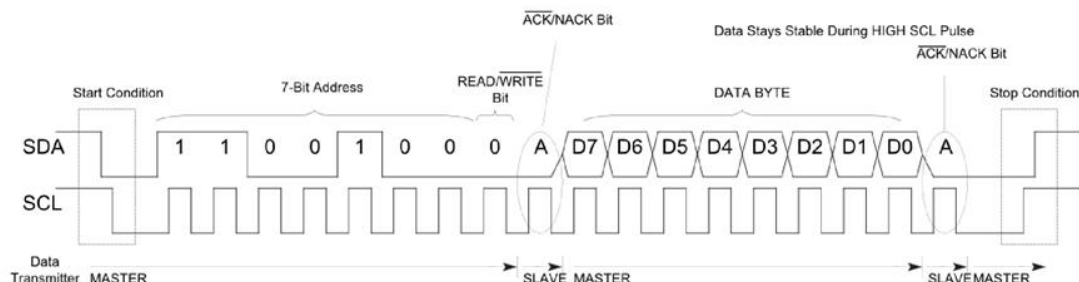 ACK/NACK Bit
Data Stays Stable During HIGH SCL Pulse
ACK/NACK Bit
Start Condition
7-Bit Address
READ/WRITE
Bit
DATA BYTE
Stop Condition
SDA 1 1 0 0 1 0 0 0 A D7 D6 D5 D4 D3 D2 D1 D0 A
SCL
Data
Transmitter MASTER SLAVE MASTER SLAVE MASTER